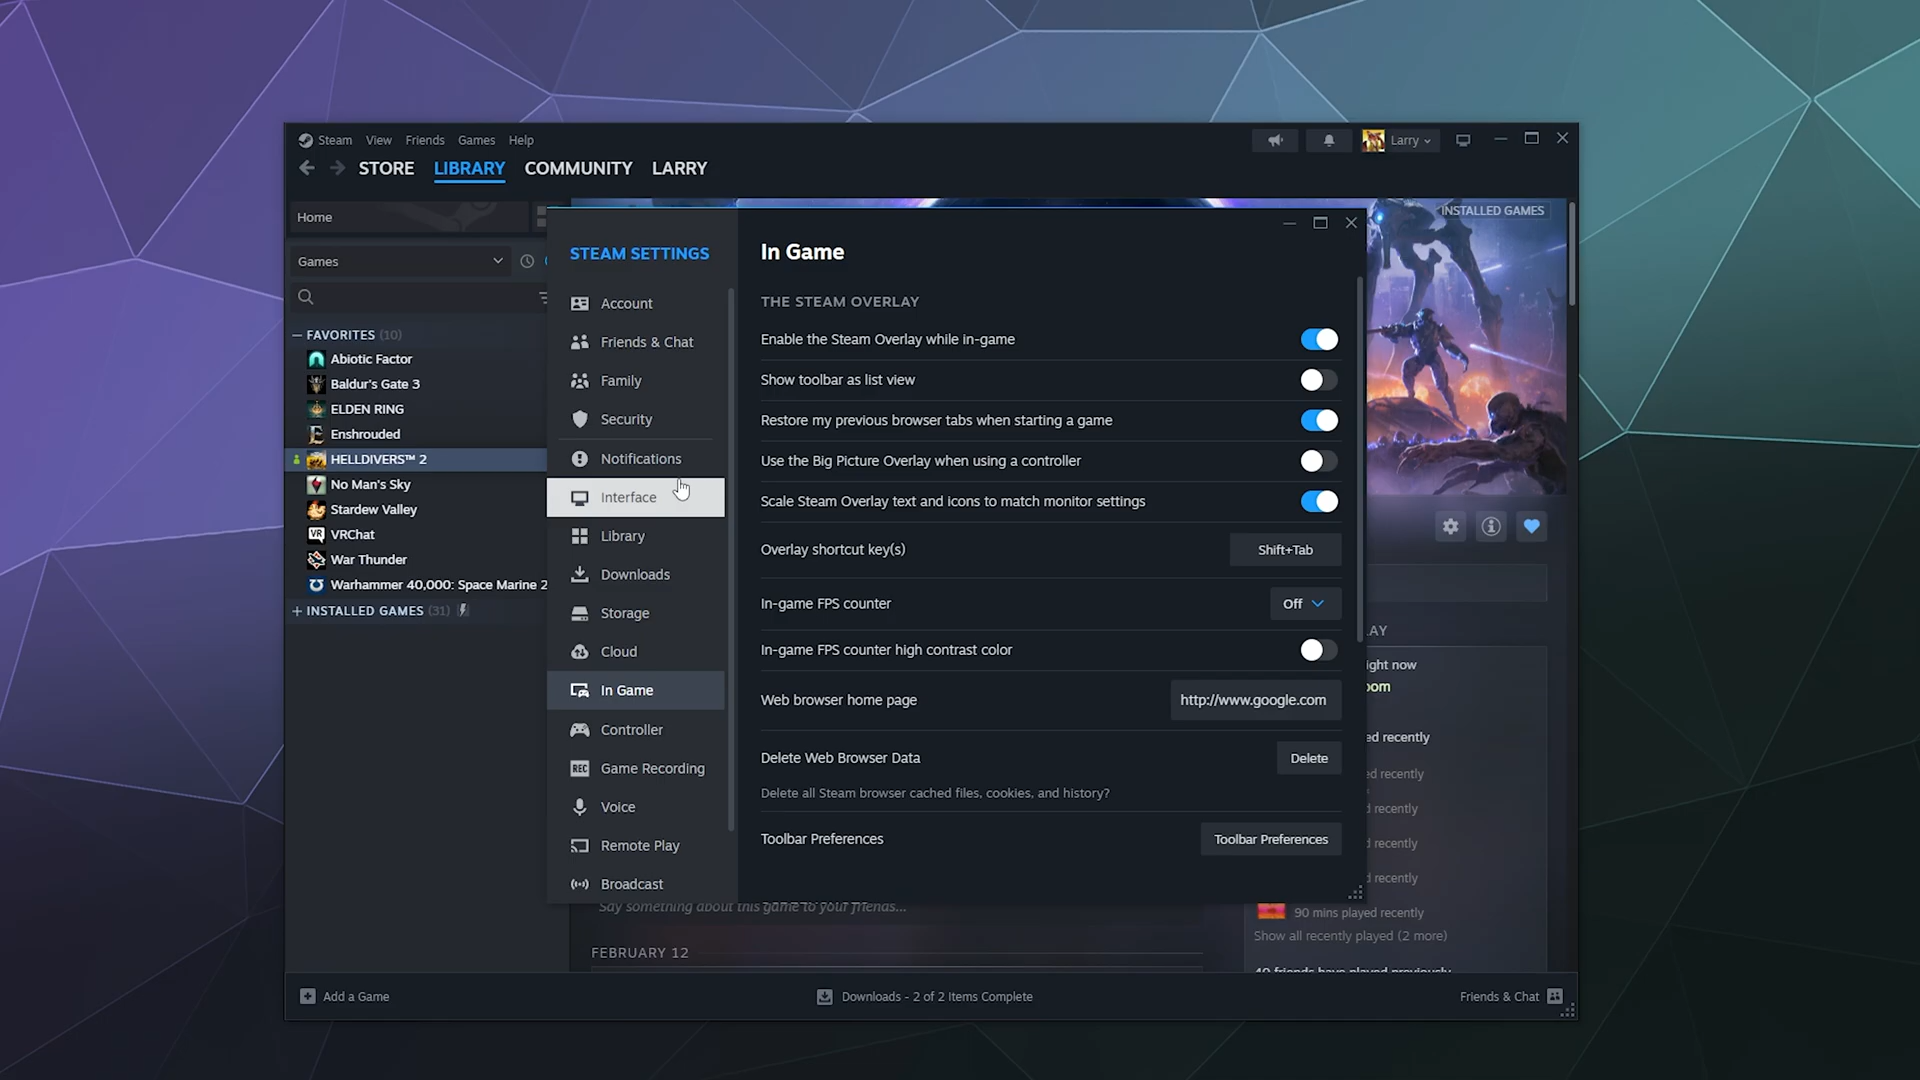 Steam View Friends Games Help
Larry
STORE LIBRARY COMMUNITY LARRY
Home
INSTALLED GAMES
Games
FAVORITES (10)
Abiotic Factor
Baldur's Gate 3
ELDEN RING
Enshrouded
HELLDIVERS™ 2
No Man's Sky
Stardew Valley
VR VRChat
War Thunder
Warhammer 40,000: Space Marine 2
INSTALLED GAMES (31)
STEAM SETTINGS
Account
Friends & Chat
Family
Security
Notifications
Interface
Library
Downloads
Storage
Cloud
In Game
Controller
REC Game Recording
Voice
Remote Play
Broadcast
In Game
THE STEAM OVERLAY
Enable the Steam Overlay while in-game
Show toolbar as list view
Restore my previous browser tabs when starting a game
Use the Big Picture Overlay when using a controller
Scale Steam Overlay text and icons to match monitor settings
Overlay shortcut key(s) Shift+Tab
In-game FPS counter Off
In-game FPS counter high contrast color
Web browser home page http://www.google.com
Delete Web Browser Data Delete
Delete all Steam browser cached files, cookies, and history?
Toolbar Preferences Toolbar Preferences
AY
ight now
oom
ed recently
ed recently
d recently
d recently
d recently
90 mins played recently
Show all recently played (2 more)
40 friends have played previously
Say something about this game to your friends...
FEBRUARY 12
Add a Game
Downloads - 2 of 2 Items Complete
Friends & Chat